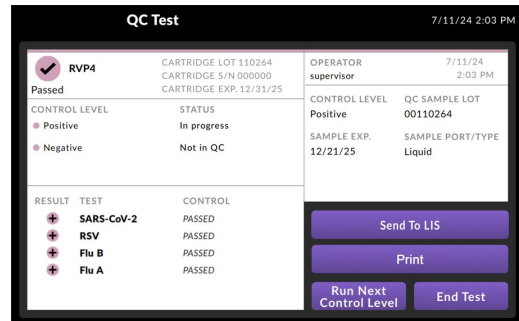 QC Test
7/11/24 2:03 PM
RVP4
Passed
CARTRIDGE LOT 110264
CARTRIDGE S/N 000000
CARTRIDGE EXP. 12/31/25
OPERATOR 7/11/24
supervisor 2:03 PM
CONTROL LEVEL STATUS
Positive In progress
Negative Not in QC
CONTROL LEVEL QC SAMPLE LOT
Positive 00110264
SAMPLE EXP. SAMPLE PORT/TYPE
12/21/25 Liquid
RESULT TEST CONTROL
+ SARS-CoV-2 PASSED
+ RSV PASSED
+ Flu B PASSED
+ Flu A PASSED
Send To LIS
Print
Run Next
Control Level
End Test